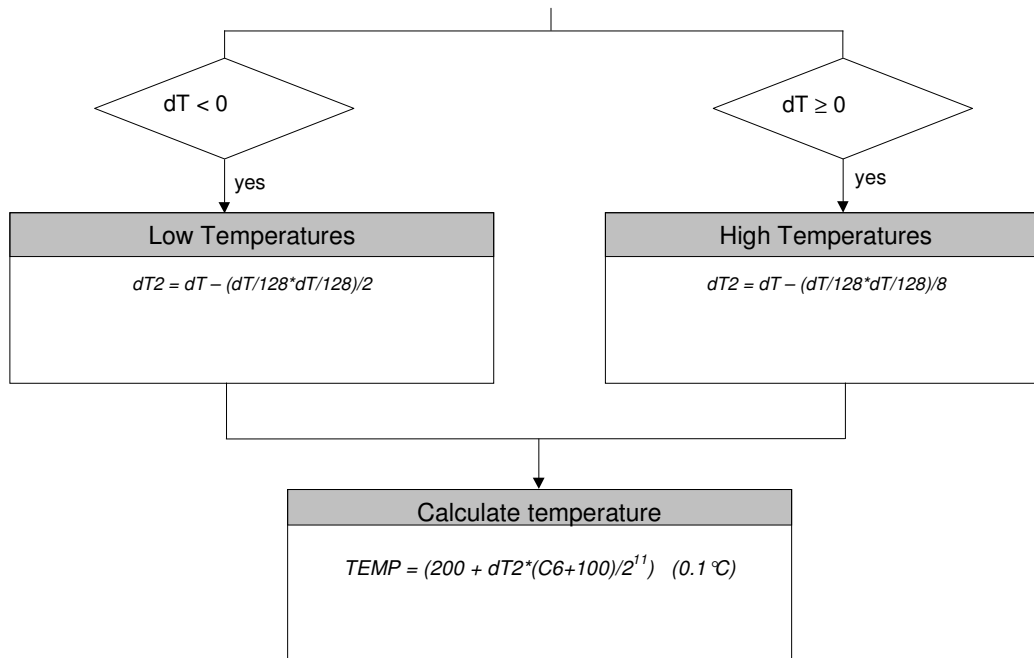 dT < 0
dT ≥ 0
yes
yes
Low Temperatures
High Temperatures
dT2 = dT – (dT/128*dT/128)/2
dT2 = dT – (dT/128*dT/128)/8
Calculate temperature
TEMP = (200 + dT2*(C6+100)/2¹¹) (0.1°C)